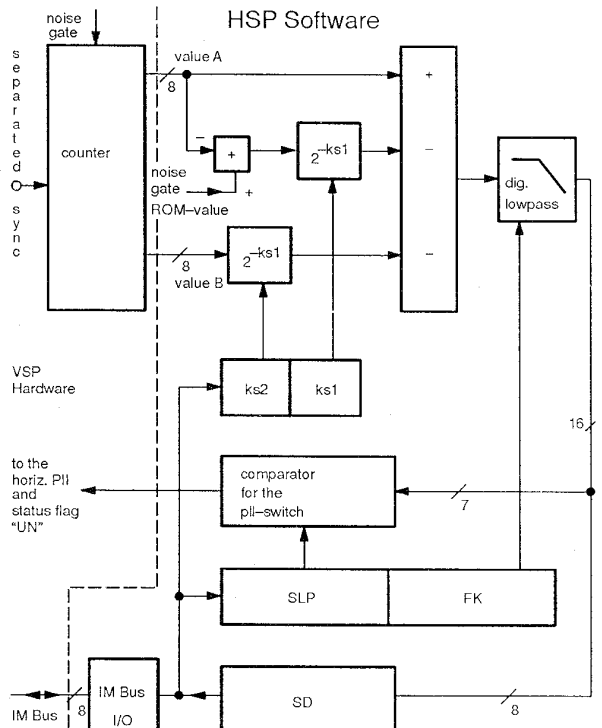 noise
gate
HSP Software
separated sync
counter
value A
8
–
+
2–ks1
+
–
–
noise
gate
+
ROM–value
8
value B
2–ks1
dig.
lowpass
VSP
Hardware
ks2
ks1
16
to the
horiz. Pll
and
status flag
"UN"
comparator
for the
pll–switch
7
SLP
FK
IM Bus
8
IM Bus
I/O
SD
8